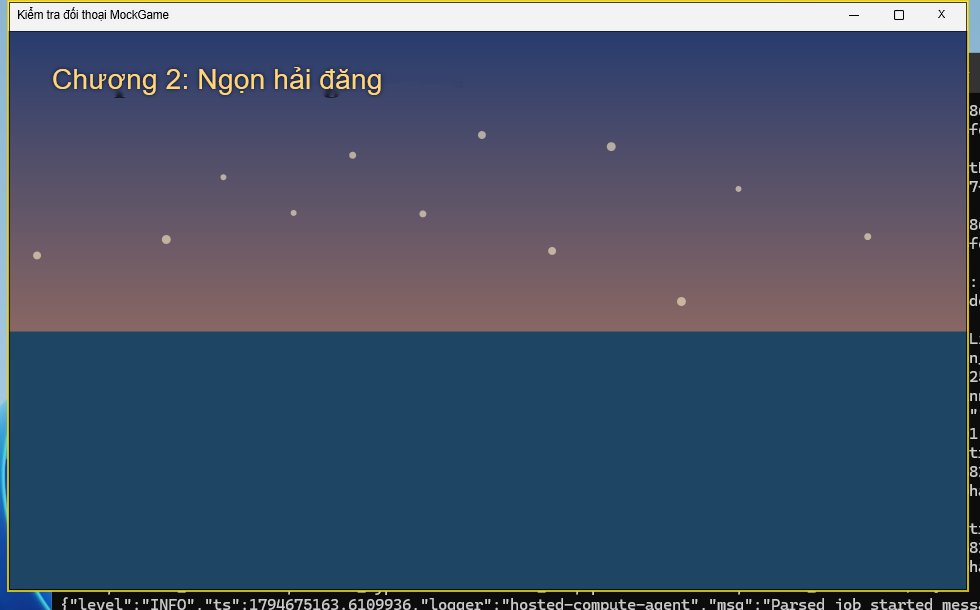 Kiểm tra đối thoại MockGame
X
Chương 2: Ngọn hải đăng
{"level":"INFO","ts":1794675163.6109936,"logger":"hosted-compute-agent","msg":"Parsed job started mes